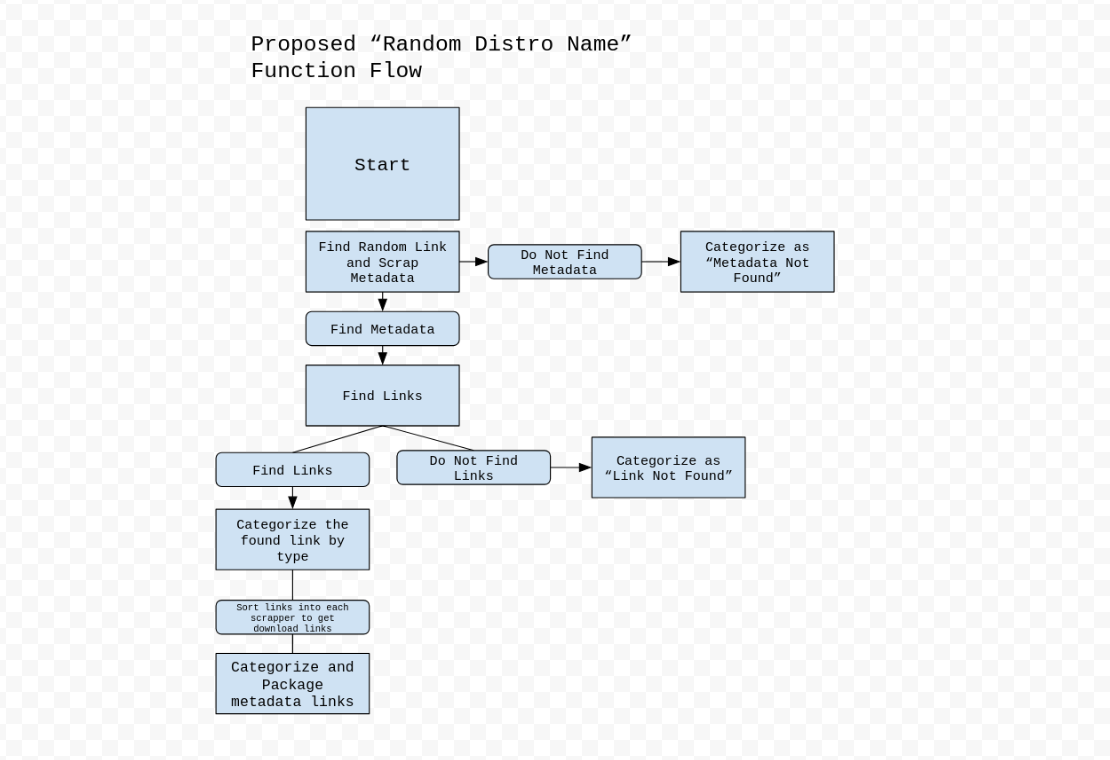 Proposed “Random Distro Name”
Function Flow
Start
Find Random Link
and Scrap
Metadata
Do Not Find
Metadata
Categorize as
“Metadata Not
Found”
Find Metadata
Find Links
Find Links
Do Not Find
Links
Categorize as
“Link Not Found”
Categorize the
found link by
type
Sort links into each
scrapper to get
download links
Categorize and
Package
metadata links